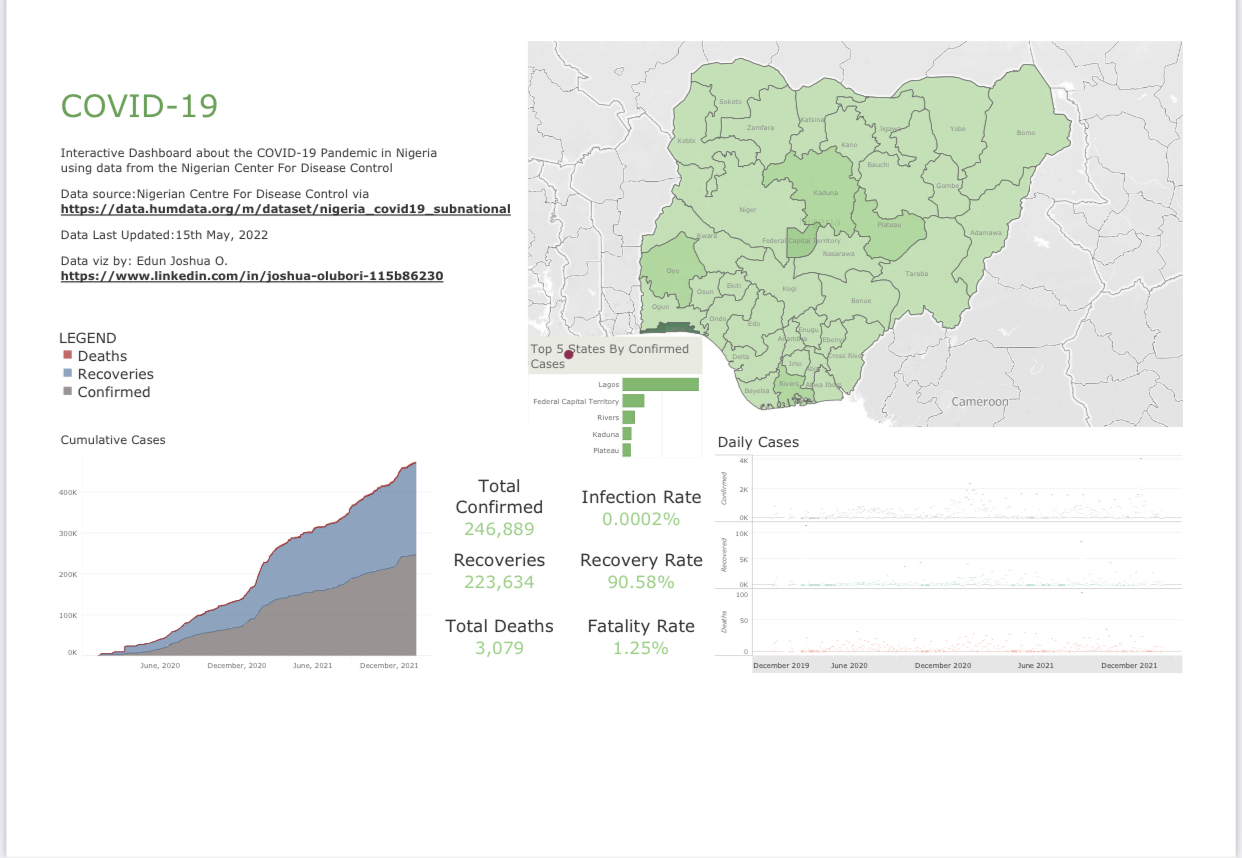 COVID-19
Interactive Dashboard about the COVID-19 Pandemic in Nigeria
using data from the Nigerian Center For Disease Control
Data source:Nigerian Centre For Disease Control via
https://data.humdata.org/m/dataset/nigeria_covid19_subnational
Data Last Updated:15th May, 2022
Data viz by: Edun Joshua O.
https://www.linkedin.com/in/joshua-olubori-115b86230
LEGEND
Deaths
Recoveries
Confirmed
Sokoto
Zamfara
Katsina
Kebbi
Kano
Jigawa
Yobe
Borno
Bauchi
Gombe
Kaduna
Niger
Plateau
Kwara
Federal Capital Territory
Nasarawa
Adamawa
Oyo
Taraba
Osun
Ekiti
Kogi
Benue
Ogun
Ondo
Edo
Enugu
Anambra
Ebonyi
Delta
Imo
Cross River
Bayelsa
Rivers
Akwa Ibom
Cameroon
Top 5 States By Confirmed
Cases
Lagos
Federal Capital Territory
Rivers
Kaduna
Plateau
Cumulative Cases
400K
300K
200K
100K
0K
June, 2020
December, 2020
June, 2021
December, 2021
Total
Confirmed
246,889
Infection Rate
0.0002%
Recoveries
223,634
Recovery Rate
90.58%
Total Deaths
3,079
Fatality Rate
1.25%
Daily Cases
Confirmed
4K
2K
0K
Recovered
10K
5K
0K
Deaths
100
50
0
December 2019
June 2020
December 2020
June 2021
December 2021